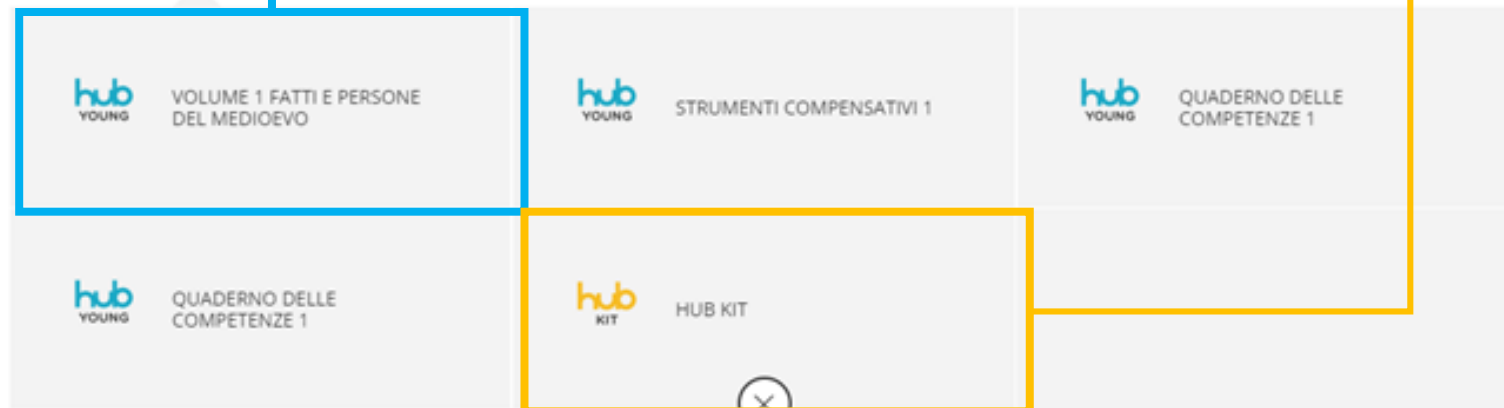 hub
YOUNG
VOLUME 1 FATTI E PERSONE
DEL MEDIOEVO
hub
YOUNG
STRUMENTI COMPENSATIVI 1
hub
YOUNG
QUADERNO DELLE
COMPETENZE 1
hub
YOUNG
QUADERNO DELLE
COMPETENZE 1
hub
KIT
HUB KIT